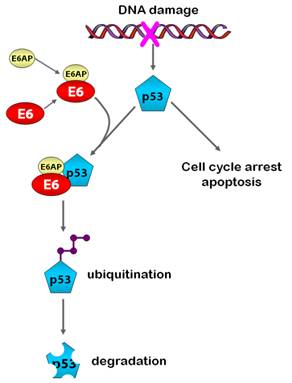 DNA damage
E6AP
E6AP
E6
E6
p53
E6AP
E6
p53
Cell cycle arrest
apoptosis
p53
ubiquitination
p53
degradation